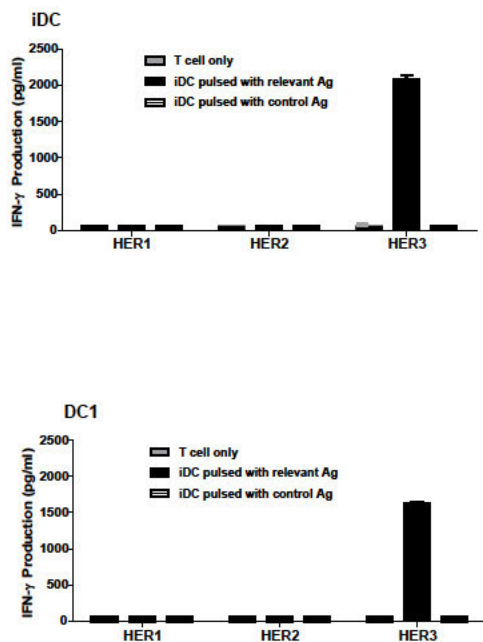 iDC
2500
2000
1500
1000
500
0
IFN-γ Production (pg/ml)
T cell only
iDC pulsed with relevant Ag
iDC pulsed with control Ag
HER1 HER2 HER3
DC1
2500
2000
1500
1000
500
0
IFN-γ Production (pg/ml)
T cell only
iDC pulsed with relevant Ag
iDC pulsed with control Ag
HER1 HER2 HER3